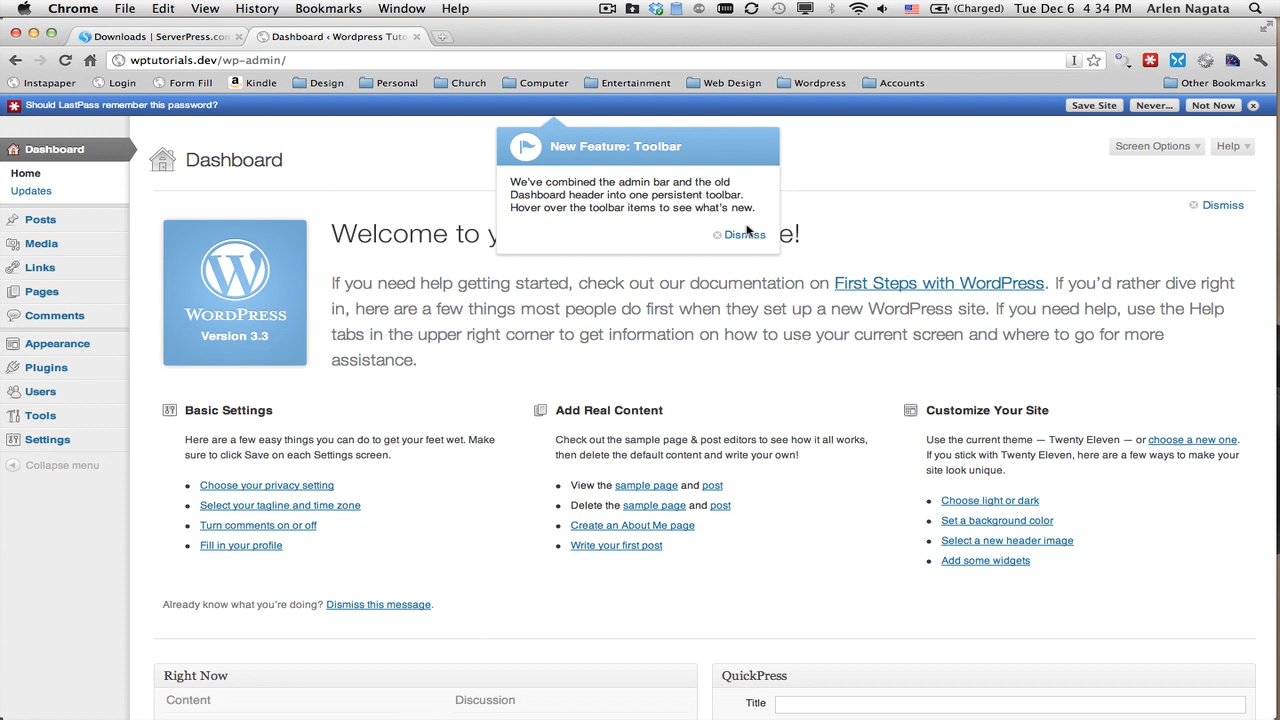 Chrome File Edit View History Bookmarks Window Help (Charged) Tue Dec 6 4:34 PM Arlen Nagata
Downloads | ServerPress.com Dashboard ‹ Wordpress Tuto
wptutorials.dev/wp-admin/
Instapaper Login Form Fill Kindle Design Personal Church Computer Entertainment Web Design Wordpress Accounts Other Bookmarks
Should LastPass remember this password? Save Site Never... Not Now
Dashboard
Home
Updates
Posts
Media
Links
Pages
Comments
Appearance
Plugins
Users
Tools
Settings
Collapse menu
Dashboard
Screen Options Help
New Feature: Toolbar
We've combined the admin bar and the old
Dashboard header into one persistent toolbar.
Hover over the toolbar items to see what's new.
Dismiss
Dismiss
WORDPRESS
Version 3.3
Welcome to y e!
If you need help getting started, check out our documentation on First Steps with WordPress. If you'd rather dive right
in, here are a few things most people do first when they set up a new WordPress site. If you need help, use the Help
tabs in the upper right corner to get information on how to use your current screen and where to go for more
assistance.
Basic Settings
Here are a few easy things you can do to get your feet wet. Make
sure to click Save on each Settings screen.
• Choose your privacy setting
• Select your tagline and time zone
• Turn comments on or off
• Fill in your profile
Add Real Content
Check out the sample page & post editors to see how it all works,
then delete the default content and write your own!
• View the sample page and post
• Delete the sample page and post
• Create an About Me page
• Write your first post
Customize Your Site
Use the current theme — Twenty Eleven — or choose a new one.
If you stick with Twenty Eleven, here are a few ways to make your
site look unique.
• Choose light or dark
• Set a background color
• Select a new header image
• Add some widgets
Already know what you're doing? Dismiss this message.
Right Now
Content Discussion
QuickPress
Title